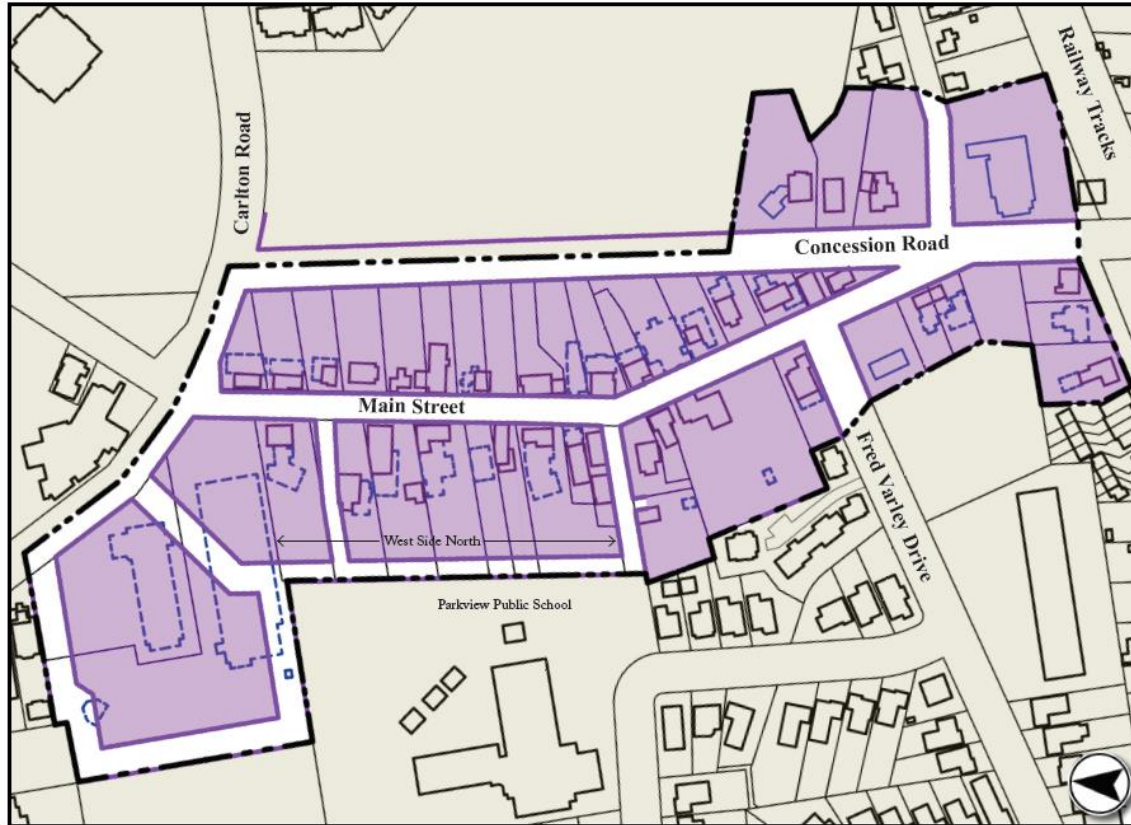 Railway Tracks
Carlton Road
Concession Road
Main Street
West Side North
Fred Varley Drive
Parkview Public School